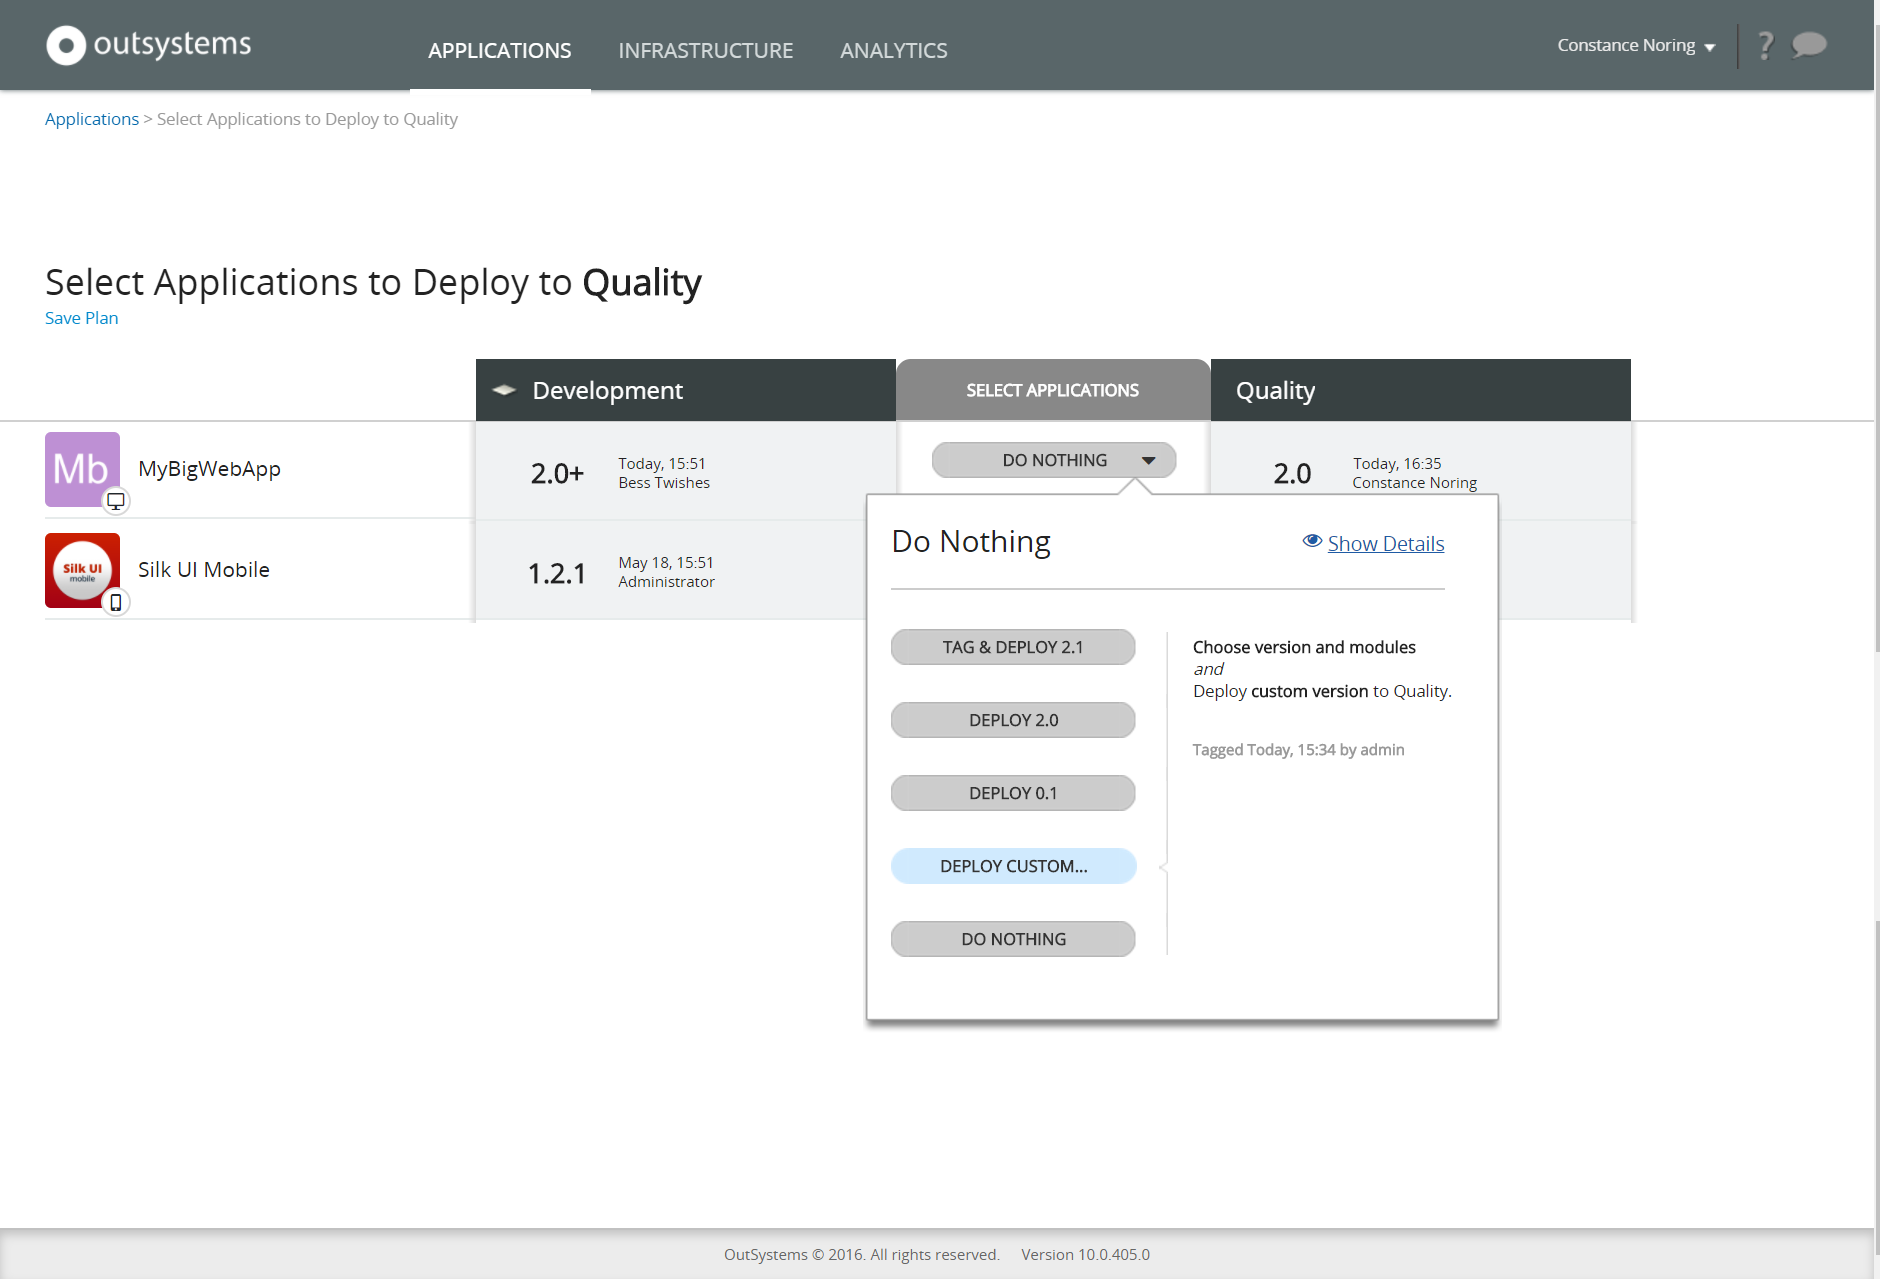 outsystems
APPLICATIONS INFRASTRUCTURE ANALYTICS
Constance Noring
?
Applications > Select Applications to Deploy to Quality
Select Applications to Deploy to Quality
Save Plan
Development SELECT APPLICATIONS Quality
Mb MyBigWebApp
2.0+ Today, 15:51
Bess Twishes
DO NOTHING
2.0 Today, 16:35
Constance Noring
Silk UI
mobile
Silk UI Mobile
1.2.1 May 18, 15:51
Administrator
Do Nothing Show Details
TAG & DEPLOY 2.1
DEPLOY 2.0
DEPLOY 0.1
DEPLOY CUSTOM...
DO NOTHING
Choose version and modules
and
Deploy custom version to Quality.
Tagged Today, 15:34 by admin
OutSystems © 2016. All rights reserved. Version 10.0.405.0